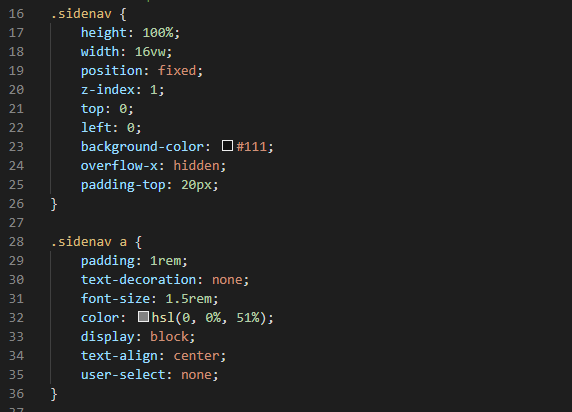 16 .sidenav {
17 height: 100%;
18 width: 16vw;
19 position: fixed;
20 z-index: 1;
21 top: 0;
22 left: 0;
23 background-color: #111;
24 overflow-x: hidden;
25 padding-top: 20px;
26 }
27
28 .sidenav a {
29 padding: 1rem;
30 text-decoration: none;
31 font-size: 1.5rem;
32 color: hsl(0, 0%, 51%);
33 display: block;
34 text-align: center;
35 user-select: none;
36 }